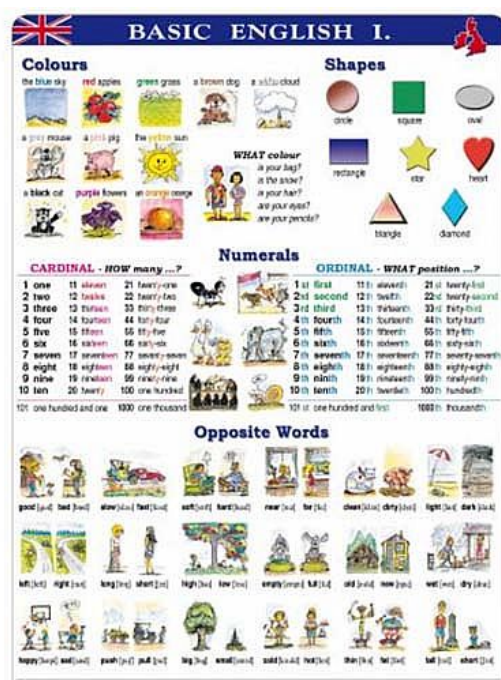 BASIC ENGLISH I.
Colours
Shapes
the blue sky red apples green grass a brown dog a white cloud
circle square oval
a grey mouse a pink pig the yellow sun
WHAT colour
is your bag?
is the snow?
is your hair?
are your eyes?
are your pencils?
rectangle star heart
a black cat purple flowers an orange orange
triangle diamond
Numerals
CARDINAL - HOW many ...?
1 one 11 eleven 21 twenty-one
2 two 12 twelve 22 twenty-two
3 three 13 thirteen 33 thirty-three
4 four 14 fourteen 44 forty-four
5 five 15 fifteen 55 fifty-five
6 six 16 sixteen 66 sixty-six
7 seven 17 seventeen 77 seventy-seven
8 eight 18 eighteen 88 eighty-eight
9 nine 19 nineteen 99 ninety-nine
10 ten 20 twenty 100 one hundred
101 one hundred and one 1000 one thousand
ORDINAL - WHAT position ...?
1st first 11th eleventh 21st twenty-first
2nd second 12th twelfth 22nd twenty-second
3rd third 13th thirteenth 33rd thirty-third
4th fourth 14th fourteenth 44th forty-fourth
5th fifth 15th fifteenth 55th fifty-fifth
6th sixth 16th sixteenth 66th sixty-sixth
7th seventh 17th seventeenth 77th seventy-seventh
8th eighth 18th eighteenth 88th eighty-eighth
9th ninth 19th nineteenth 99th ninety-ninth
10th tenth 20th twentieth 100th hundredth
101st one hundred and first 1000th thousandth
Opposite Words
good bad slow fast soft hard near far clean dirty light dark
left right long short high low empty full old new wet dry
happy sad push pull big small cold hot thin fat tall short